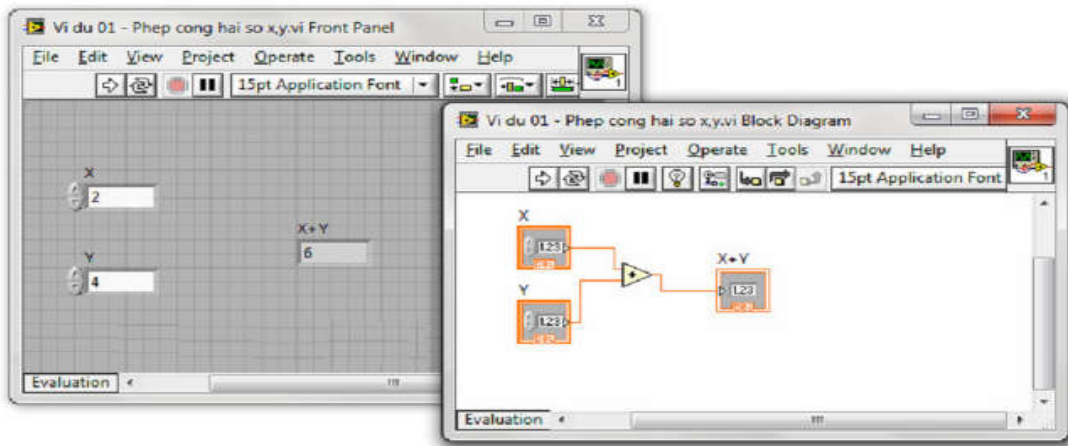 Vi du 01 - Phep cong hai so x,y.vi Front Panel
File Edit View Project Operate Tools Window Help
15pt Application Font
1
X
2
X+Y
6
Y
4
Evaluation
Vi du 01 - Phep cong hai so x,y.vi Block Diagram
File Edit View Project Operate Tools Window Help
15pt Application Font
1
X
1.23
X+Y
1.23
Y
1.23
Evaluation